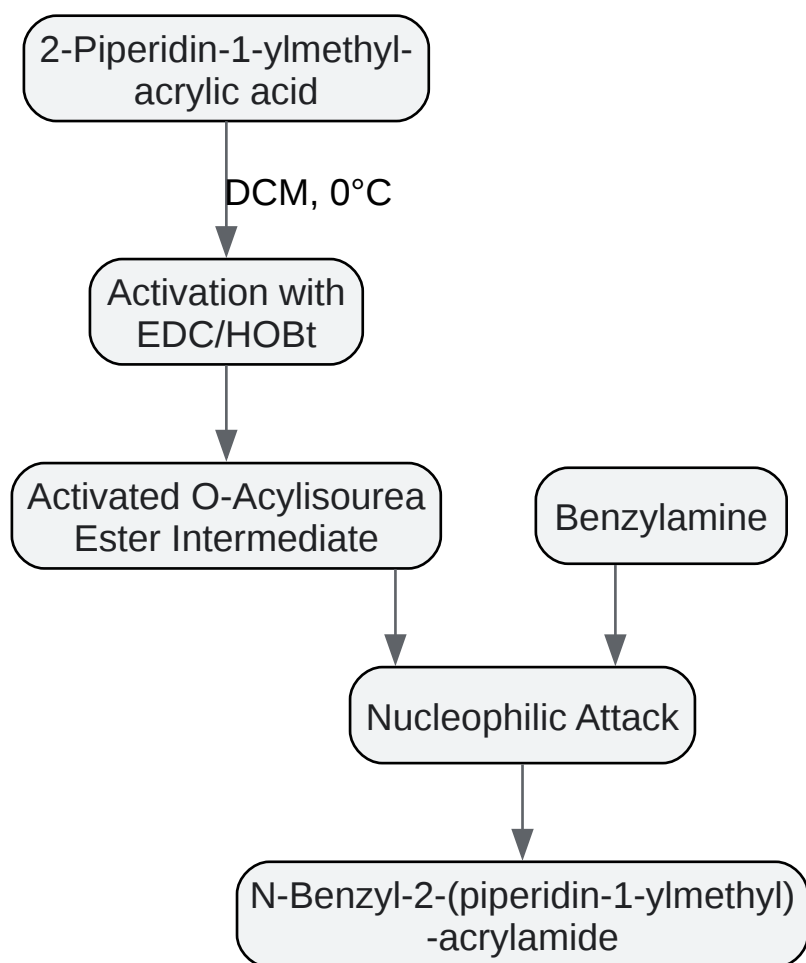 2-Piperidin-1-ylmethyl-
acrylic acid
DCM, 0°C
Activation with
EDC/HOBt
Activated O-Acylisourea
Ester Intermediate
Benzylamine
Nucleophilic Attack
N-Benzyl-2-(piperidin-1-ylmethyl)
-acrylamide